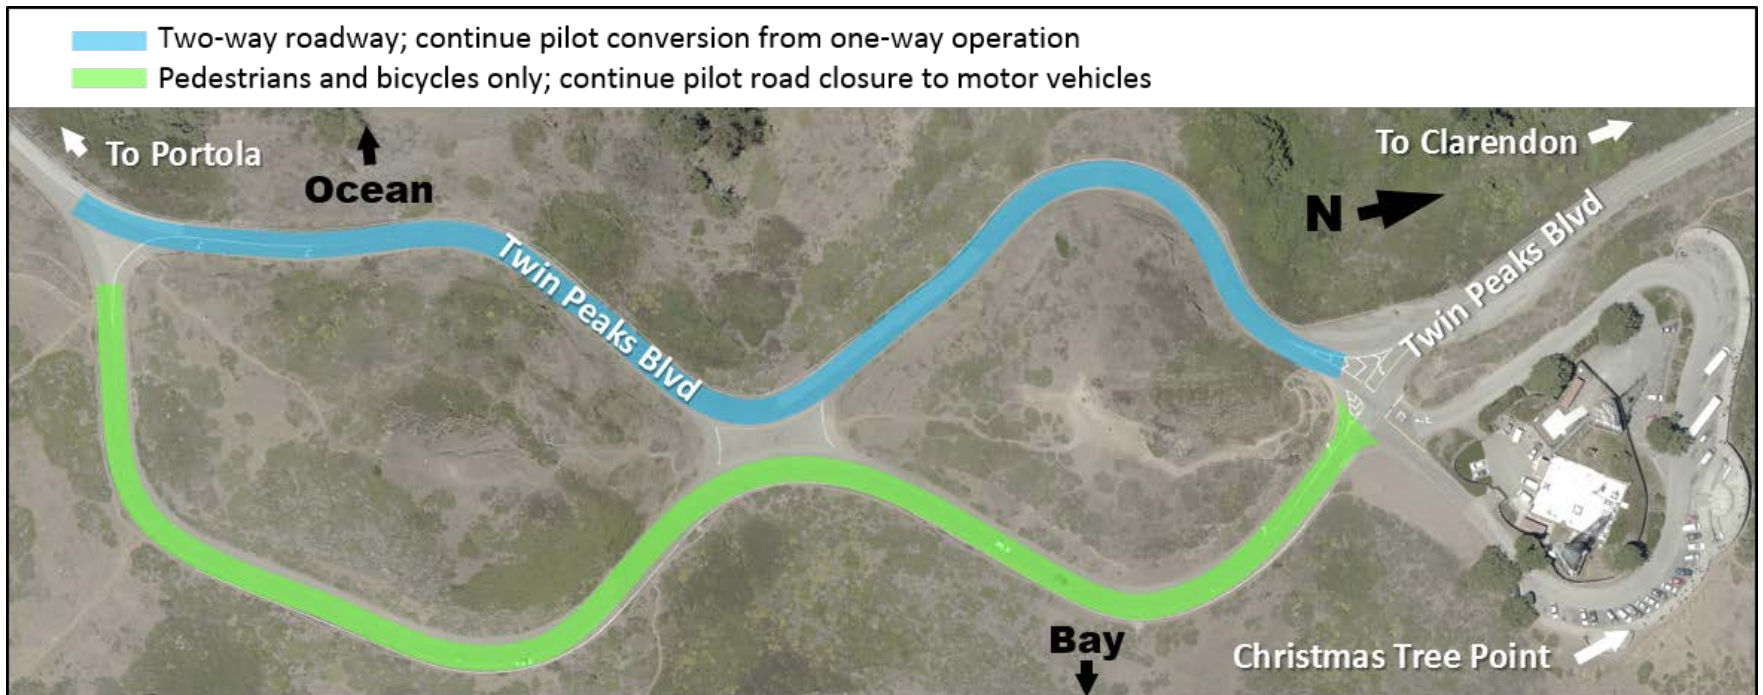 Two-way roadway; continue pilot conversion from one-way operation
Pedestrians and bicycles only; continue pilot road closure to motor vehicles
To Portola
Ocean
To Clarendon
N
Twin Peaks Blvd
Twin Peaks Blvd
Bay
Christmas Tree Point